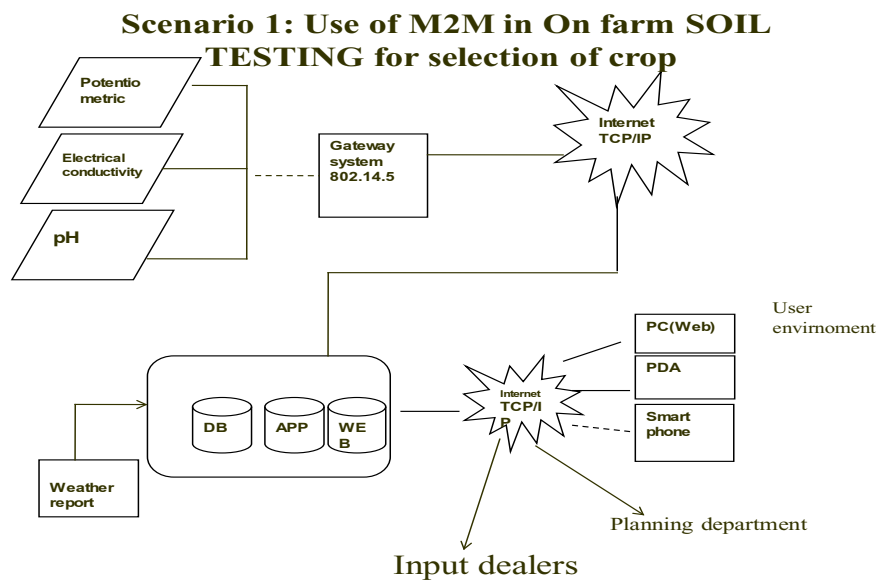 Scenario 1: Use of M2M in On farm SOIL
TESTING for selection of crop
Potentio
metric
Electrical
conductivity
pH
Gateway
system
802.14.5
Internet
TCP/IP
User
envirnoment
PC(Web)
PDA
Smart
phone
Internet
TCP/I
P
DB
APP
WE
B
Weather
report
Planning department
Input dealers